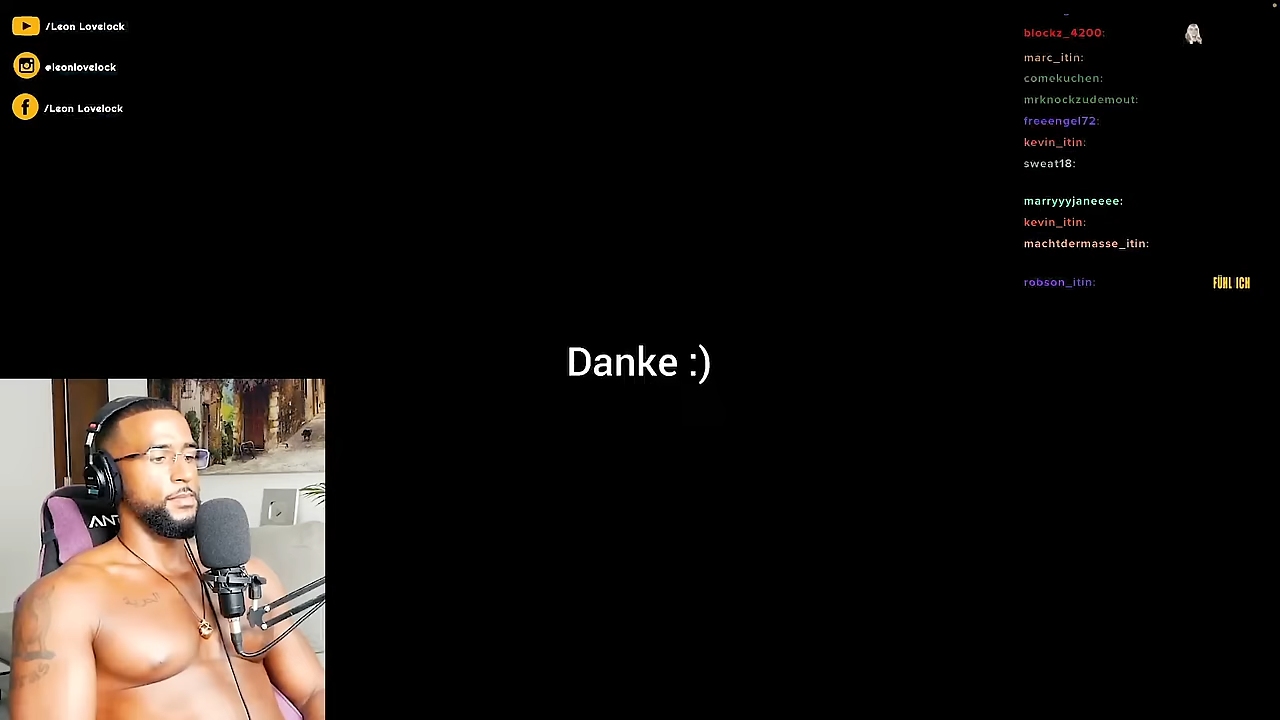 /Leon Lovelock
@leonlovelock
/Leon Lovelock
blockz_4200:
marc_itin:
comekuchen:
mrknockzudemout:
freeengel72:
kevin_itin:
sweat18:
marryyyjaneeee:
kevin_itin:
machtdermasse_itin:
robson_itin:
FÜHL ICH
Danke :)
ANT